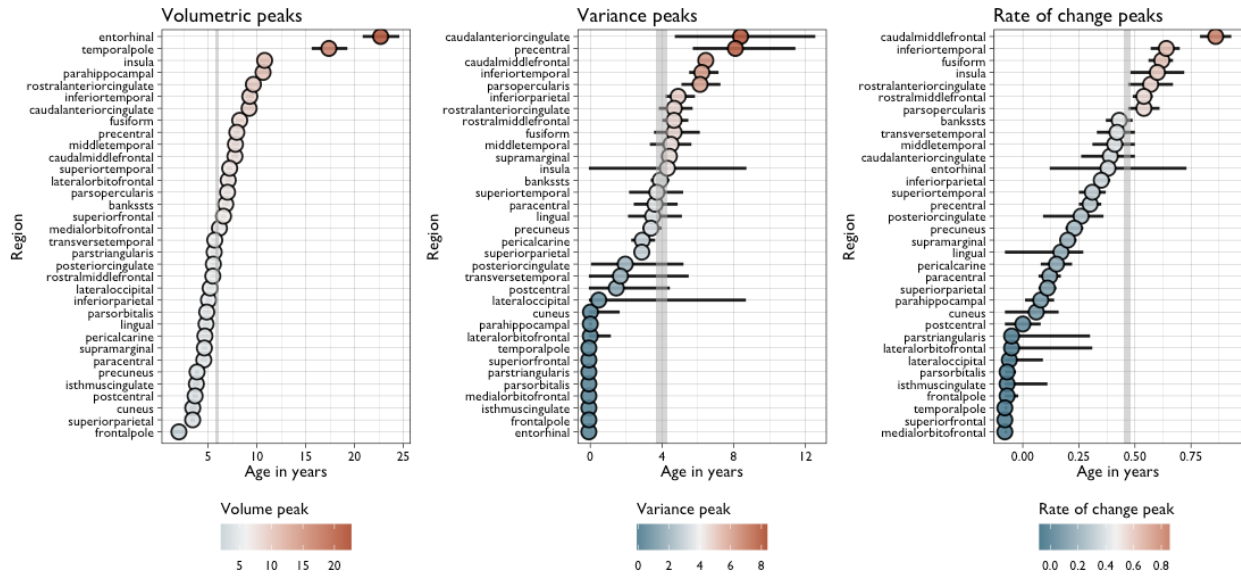 Volumetric peaks
Region
entorhinal
temporalpole
insula
parahippocampal
rostralanteriorcingulate
inferiortemporal
caudalanteriorcingulate
fusiform
precentral
middletemporal
caudalmiddlefrontal
superiortemporal
lateralorbitofrontal
parsopercularis
bankssts
superiorfrontal
medialorbitofrontal
transversetemporal
parstriangularis
posteriorcingulate
rostralmiddlefrontal
lateraloccipital
inferiorparietal
parsorbitalis
lingual
pericalcarine
supramarginal
paracentral
precuneus
isthmuscingulate
postcentral
cuneus
superiorparietal
frontalpole
5 10 15 20 25
Age in years
Volume peak
5 10 15 20
Variance peaks
Region
caudalanteriorcingulate
precentral
caudalmiddlefrontal
inferiortemporal
parsopercularis
inferiorparietal
rostralanteriorcingulate
rostralmiddlefrontal
fusiform
middletemporal
supramarginal
insula
bankssts
superiortemporal
paracentral
lingual
precuneus
pericalcarine
superiorparietal
posteriorcingulate
transversetemporal
postcentral
lateraloccipital
cuneus
parahippocampal
lateralorbitofrontal
temporalpole
superiorfrontal
parstriangularis
parsorbitalis
medialorbitofrontal
isthmuscingulate
frontalpole
entorhinal
0 4 8 12
Age in years
Variance peak
0 2 4 6 8
Rate of change peaks
Region
caudalmiddlefrontal
inferiortemporal
fusiform
insula
rostralanteriorcingulate
rostralmiddlefrontal
parsopercularis
bankssts
transversetemporal
middletemporal
caudalanteriorcingulate
entorhinal
inferiorparietal
superiortemporal
precentral
posteriorcingulate
precuneus
supramarginal
lingual
pericalcarine
paracentral
superiorparietal
parahippocampal
cuneus
postcentral
parstriangularis
lateralorbitofrontal
lateraloccipital
parsorbitalis
isthmuscingulate
frontalpole
temporalpole
superiorfrontal
medialorbitofrontal
0.00 0.25 0.50 0.75
Age in years
Rate of change peak
0.0 0.2 0.4 0.6 0.8